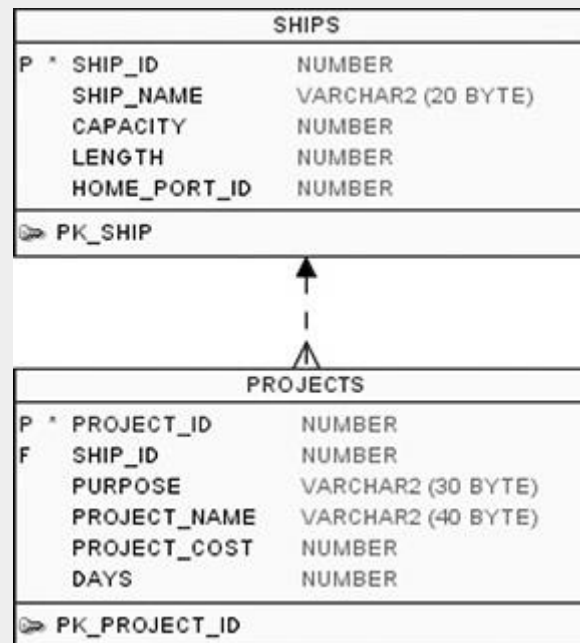 SHIPS
P * SHIP_ID NUMBER
SHIP_NAME VARCHAR2 (20 BYTE)
CAPACITY NUMBER
LENGTH NUMBER
HOME_PORT_ID NUMBER
PK_SHIP
PROJECTS
P * PROJECT_ID NUMBER
F SHIP_ID NUMBER
PURPOSE VARCHAR2 (30 BYTE)
PROJECT_NAME VARCHAR2 (40 BYTE)
PROJECT_COST NUMBER
DAYS NUMBER
PK_PROJECT_ID